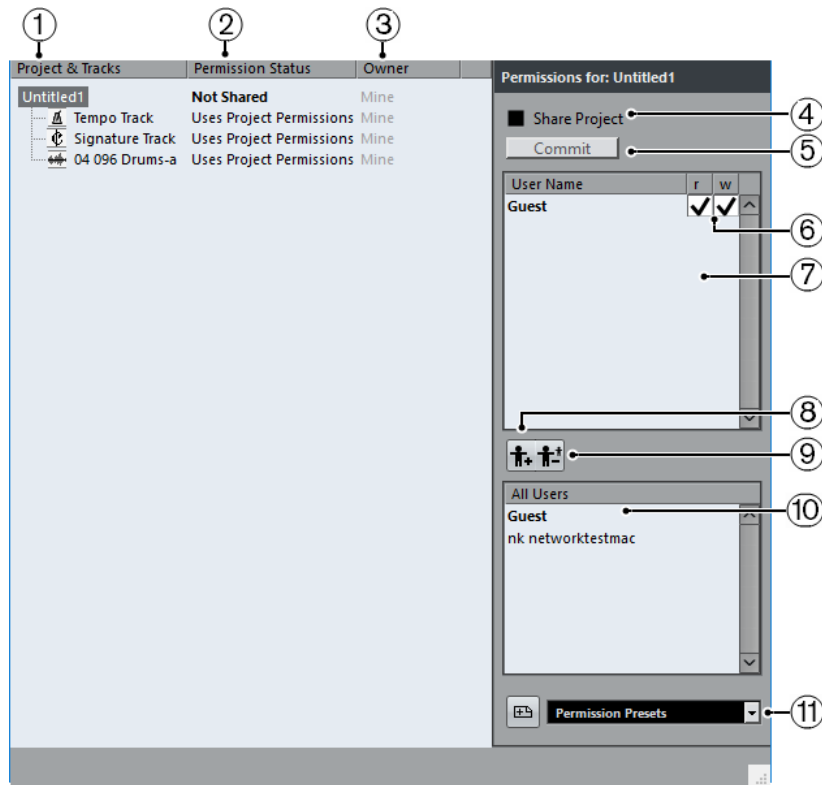 1 2 3
Project & Tracks Permission Status Owner
Untitled1 Not Shared Mine
Tempo Track Uses Project Permissions Mine
Signature Track Uses Project Permissions Mine
04 096 Drums-a Uses Project Permissions Mine
Permissions for: Untitled1
Share Project 4
Commit 5
User Name r w
Guest
6
7
8
9
All Users
Guest 10
nk networktestmac
Permission Presets 11